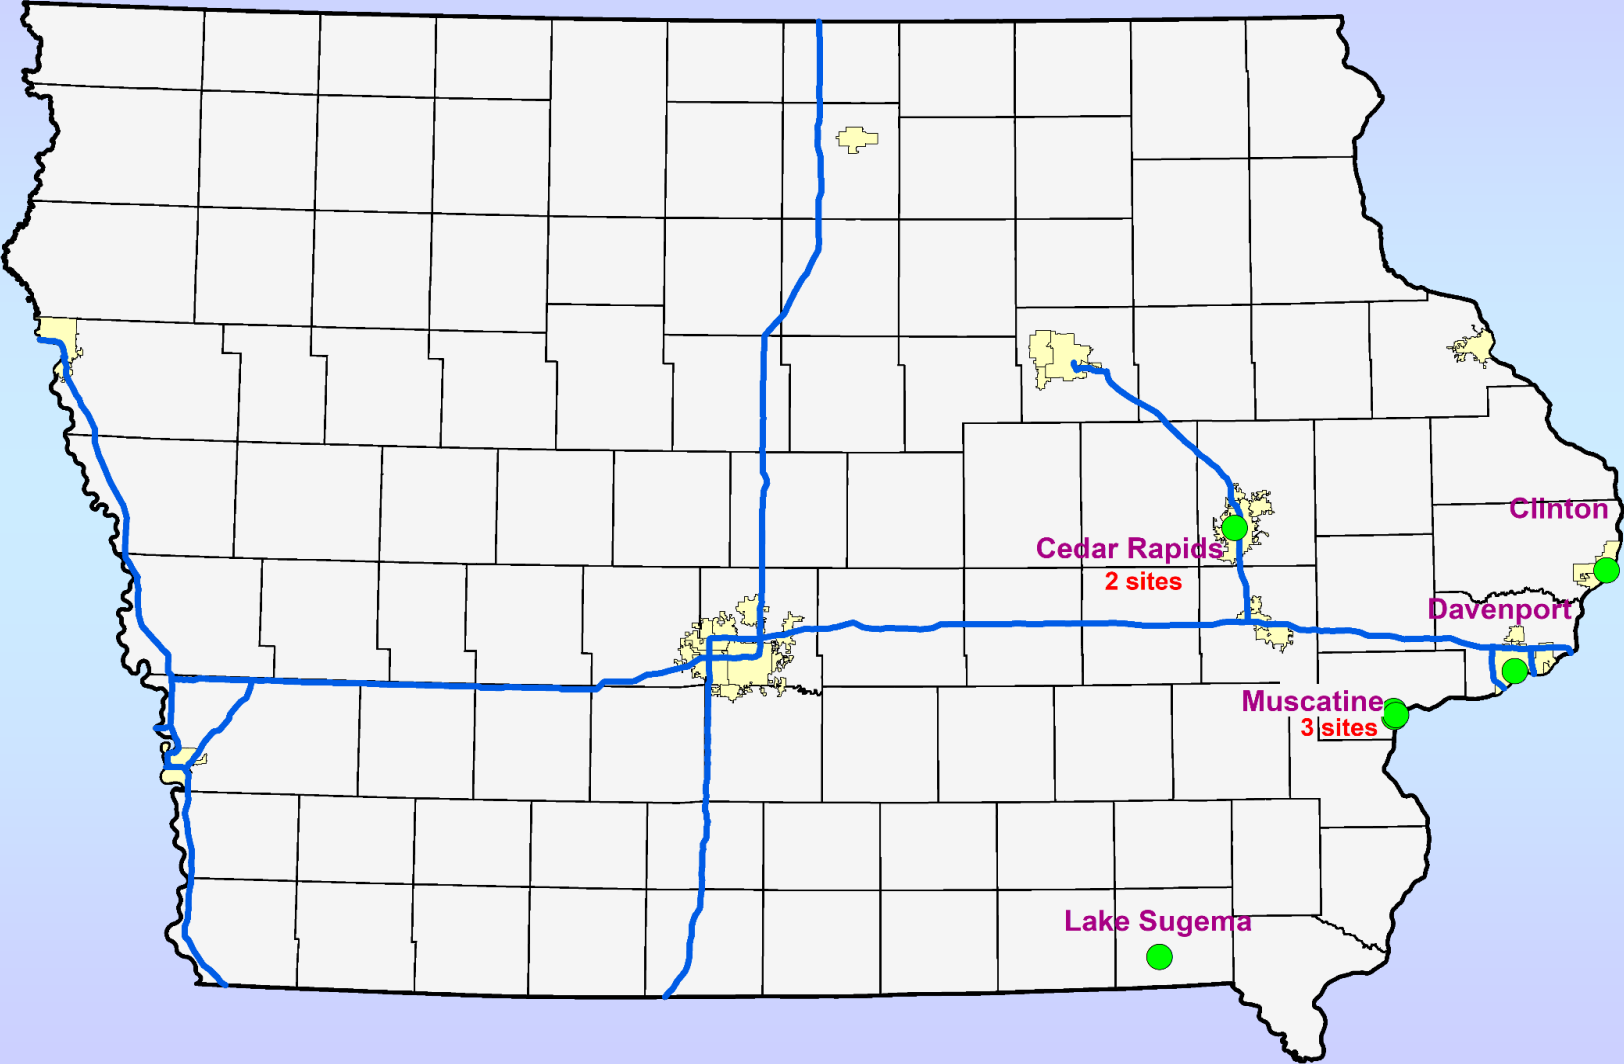 Clinton
Cedar Rapids
2 sites
Davenport
Muscatine
3 sites
Lake Sugema